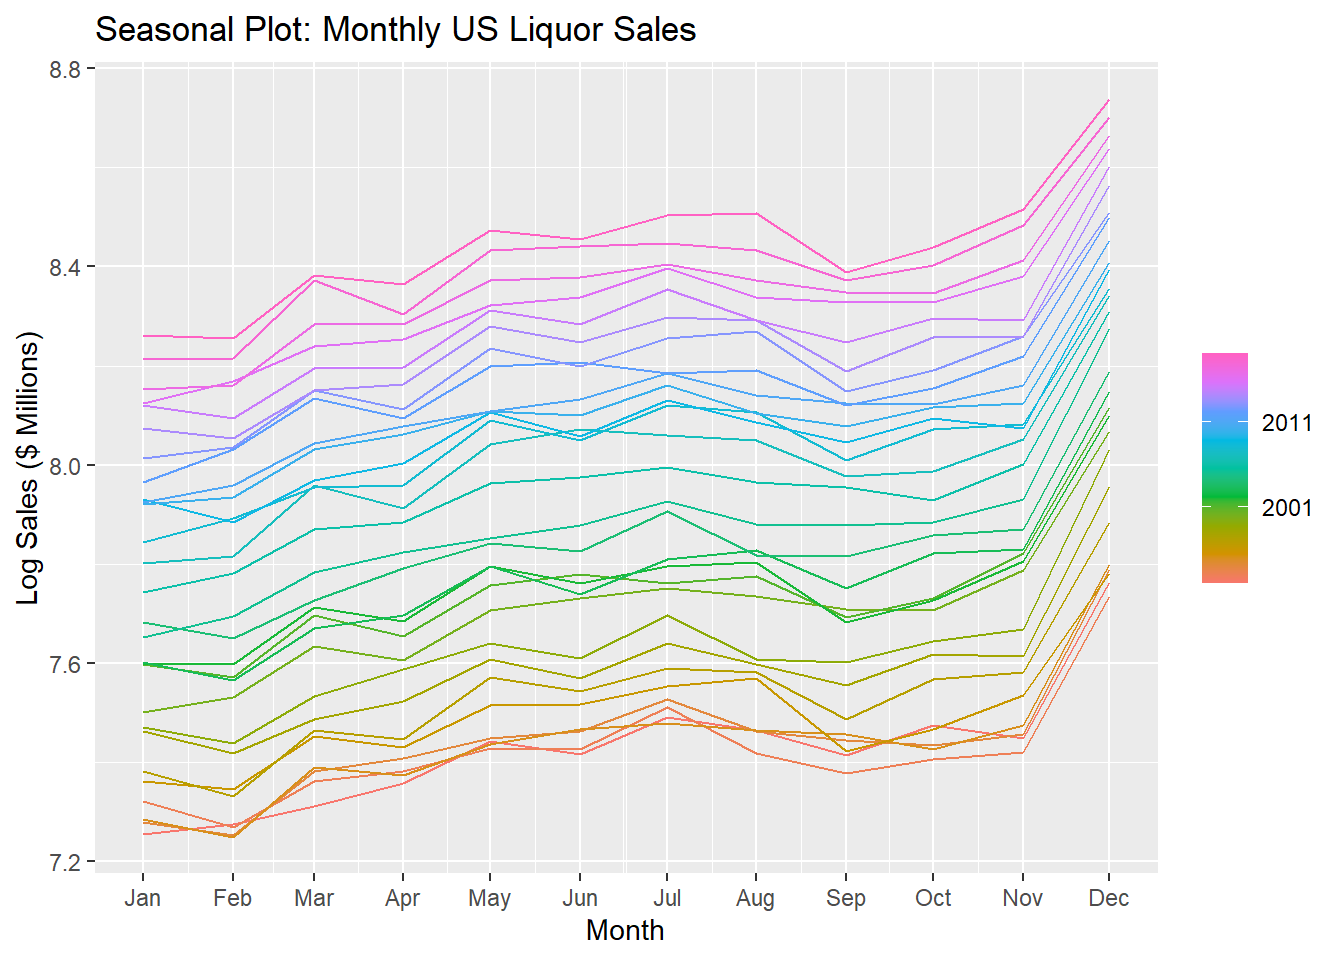 Seasonal Plot: Monthly US Liquor Sales
Log Sales ($ Millions)
8.8
8.4
8.0
7.6
7.2
Jan Feb Mar Apr May Jun Jul Aug Sep Oct Nov Dec
Month
2011
2001